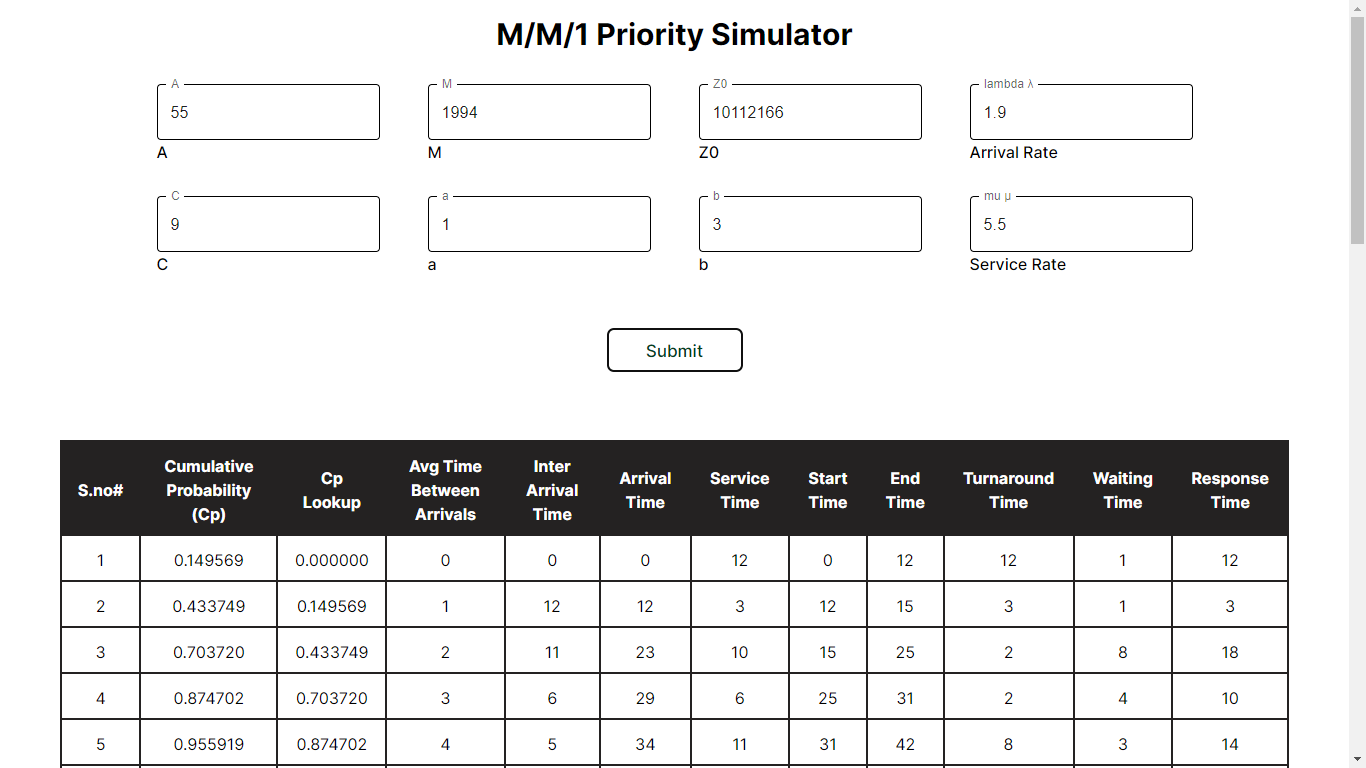 M/M/1 Priority Simulator
A M Z0 lambda λ
55 1994 10112166 1.9
A M Z0 Arrival Rate
C a b mu μ
9 1 3 5.5
C a b Service Rate
Submit
S.no# Cumulative Probability (Cp) Cp Lookup Avg Time Between Arrivals Inter Arrival Time Arrival Time Service Time Start Time End Time Turnaround Time Waiting Time Response Time
1 0.149569 0.000000 0 0 0 12 0 12 12 1 12
2 0.433749 0.149569 1 12 12 3 12 15 3 1 3
3 0.703720 0.433749 2 11 23 10 15 25 2 8 18
4 0.874702 0.703720 3 6 29 6 25 31 2 4 10
5 0.955919 0.874702 4 5 34 11 31 42 8 3 14